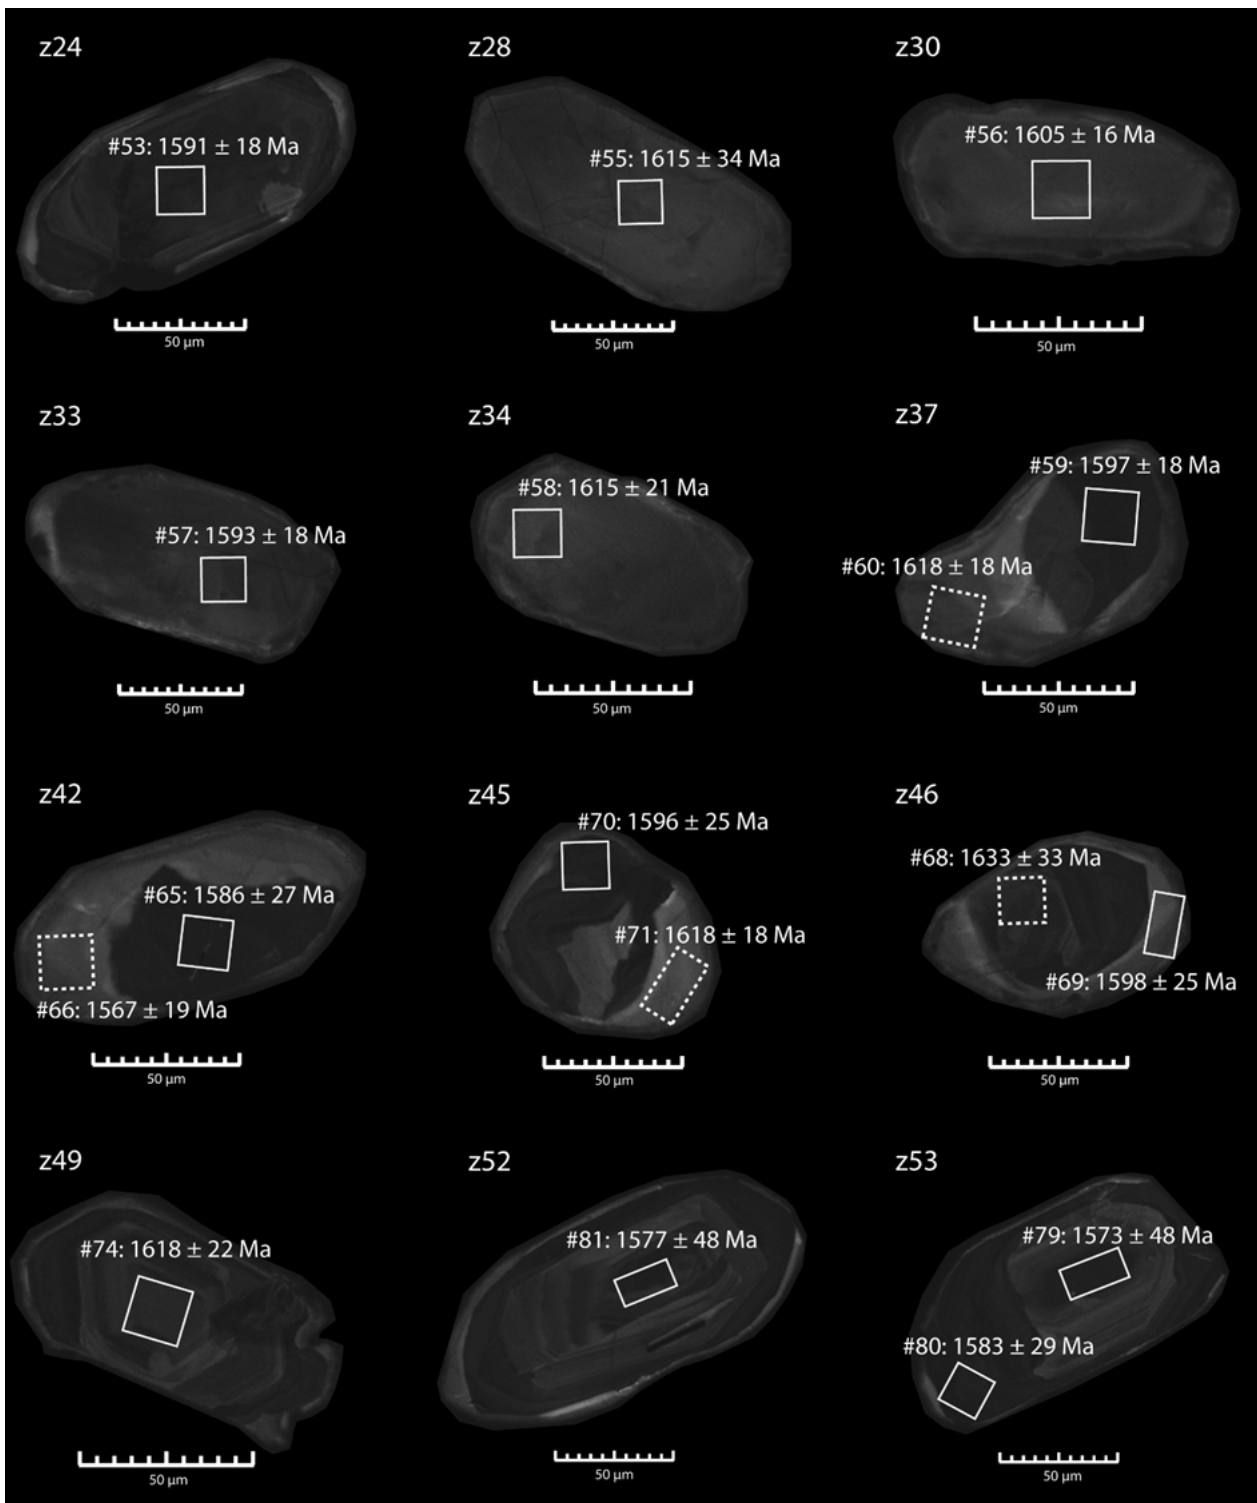 z24
z28
z30
#53: 1591 ± 18 Ma
#55: 1615 ± 34 Ma
#56: 1605 ± 16 Ma
50 µm
50 µm
50 µm
z33
z34
z37
#57: 1593 ± 18 Ma
#58: 1615 ± 21 Ma
#59: 1597 ± 18 Ma
#60: 1618 ± 18 Ma
50 µm
50 µm
50 µm
z42
z45
z46
#65: 1586 ± 27 Ma
#66: 1567 ± 19 Ma
#70: 1596 ± 25 Ma
#71: 1618 ± 18 Ma
#68: 1633 ± 33 Ma
#69: 1598 ± 25 Ma
50 µm
50 µm
50 µm
z49
z52
z53
#74: 1618 ± 22 Ma
#81: 1577 ± 48 Ma
#79: 1573 ± 48 Ma
#80: 1583 ± 29 Ma
50 µm
50 µm
50 µm